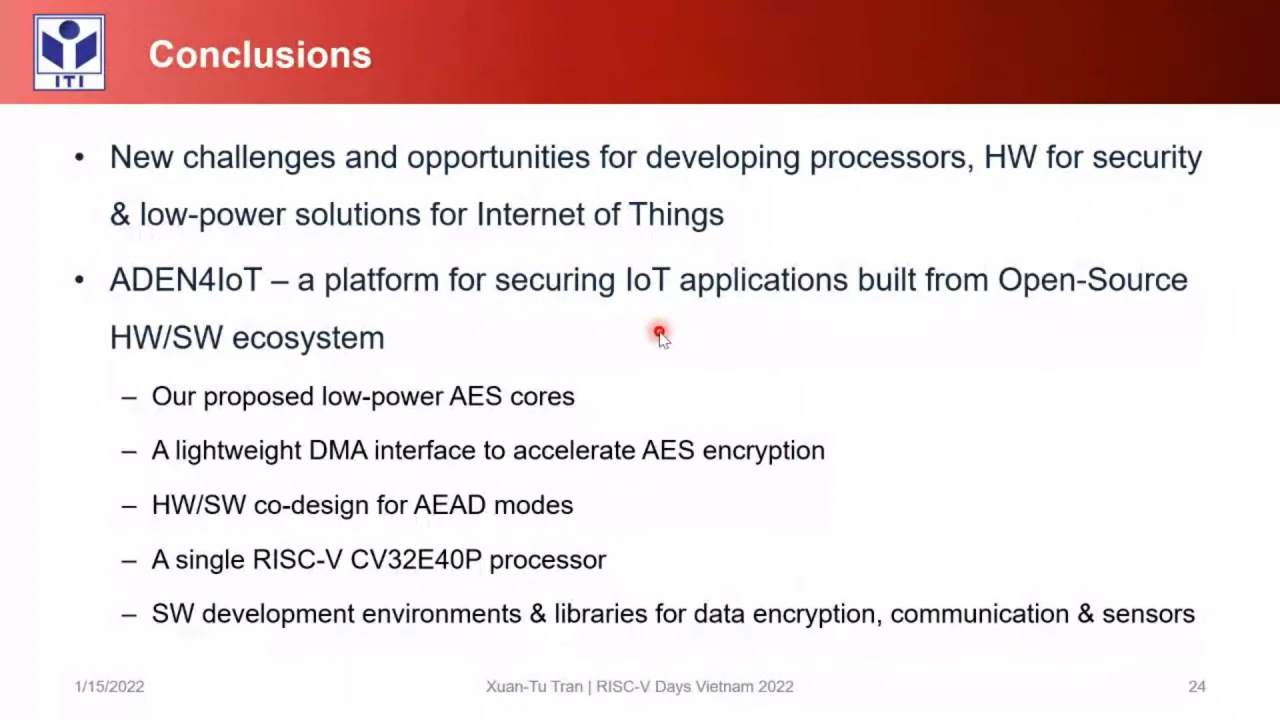 ITI
Conclusions
• New challenges and opportunities for developing processors, HW for security
& low-power solutions for Internet of Things
• ADEN4IoT – a platform for securing IoT applications built from Open-Source
HW/SW ecosystem
– Our proposed low-power AES cores
– A lightweight DMA interface to accelerate AES encryption
– HW/SW co-design for AEAD modes
– A single RISC-V CV32E40P processor
– SW development environments & libraries for data encryption, communication & sensors
1/15/2022
Xuan-Tu Tran | RISC-V Days Vietnam 2022
24